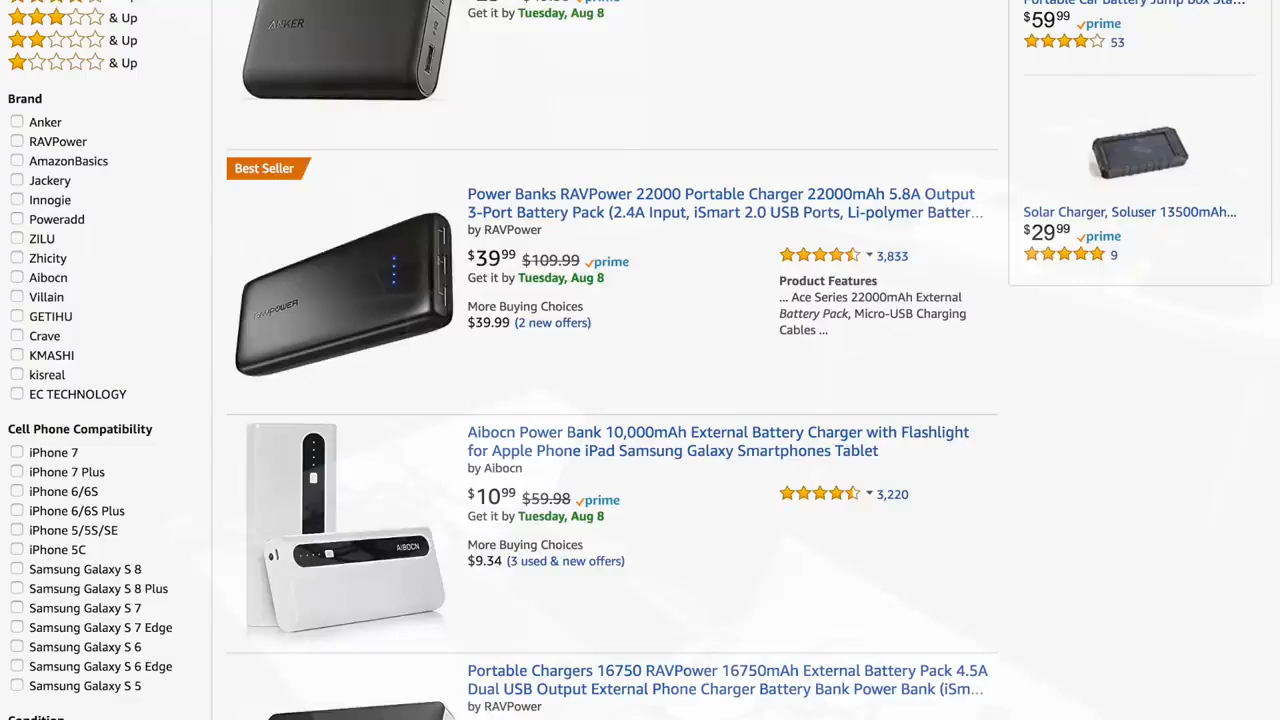 & Up
& Up
& Up
Brand
Anker
RAVPower
AmazonBasics
Jackery
Innogie
Poweradd
ZILU
Zhicity
Aibocn
Villain
GETIHU
Crave
KMASHI
kisreal
EC TECHNOLOGY
Cell Phone Compatibility
iPhone 7
iPhone 7 Plus
iPhone 6/6S
iPhone 6/6S Plus
iPhone 5/5S/SE
iPhone 5C
Samsung Galaxy S 8
Samsung Galaxy S 8 Plus
Samsung Galaxy S 7
Samsung Galaxy S 7 Edge
Samsung Galaxy S 6
Samsung Galaxy S 6 Edge
Samsung Galaxy S 5
Condition
ANKER
Get it by Tuesday, Aug 8
Best Seller
Power Banks RAVPower 22000 Portable Charger 22000mAh 5.8A Output
3-Port Battery Pack (2.4A Input, iSmart 2.0 USB Ports, Li-polymer Batter...
by RAVPower
$39.99 $109.99 prime
Get it by Tuesday, Aug 8
More Buying Choices
$39.99 (2 new offers)
3,833
Product Features
... Ace Series 22000mAh External
Battery Pack, Micro-USB Charging
Cables ...
RAVPOWER
Aibocn Power Bank 10,000mAh External Battery Charger with Flashlight
for Apple Phone iPad Samsung Galaxy Smartphones Tablet
by Aibocn
$10.99 $59.98 prime
Get it by Tuesday, Aug 8
More Buying Choices
$9.34 (3 used & new offers)
3,220
AIBOCN
Portable Chargers 16750 RAVPower 16750mAh External Battery Pack 4.5A
Dual USB Output External Phone Charger Battery Bank Power Bank (iSm...
by RAVPower
Portable Car Battery Jump Box Sta...
$59.99 prime
53
Solar Charger, Soluser 13500mAh...
$29.99 prime
9